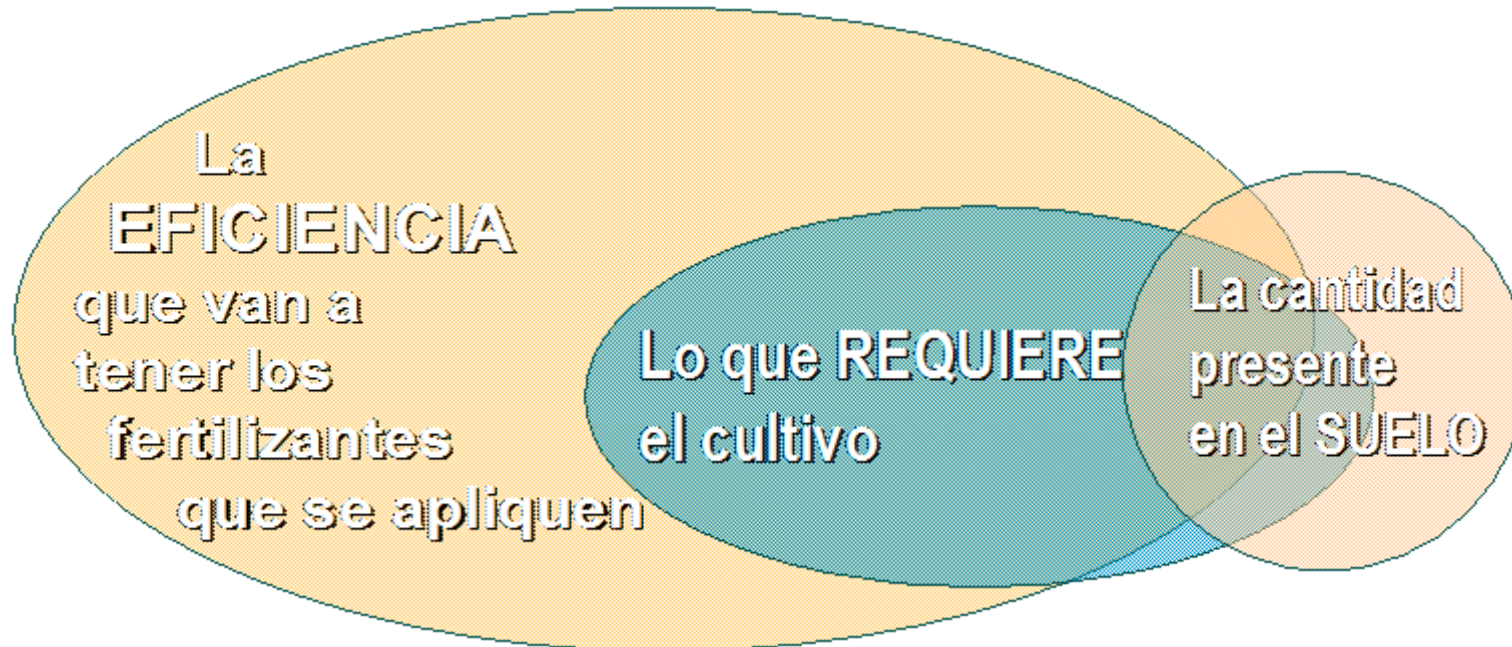 La
EFICIENCIA
que van a
tener los
fertilizantes
que se apliquen
Lo que REQUIERE
el cultivo
La cantidad
presente
en el SUELO